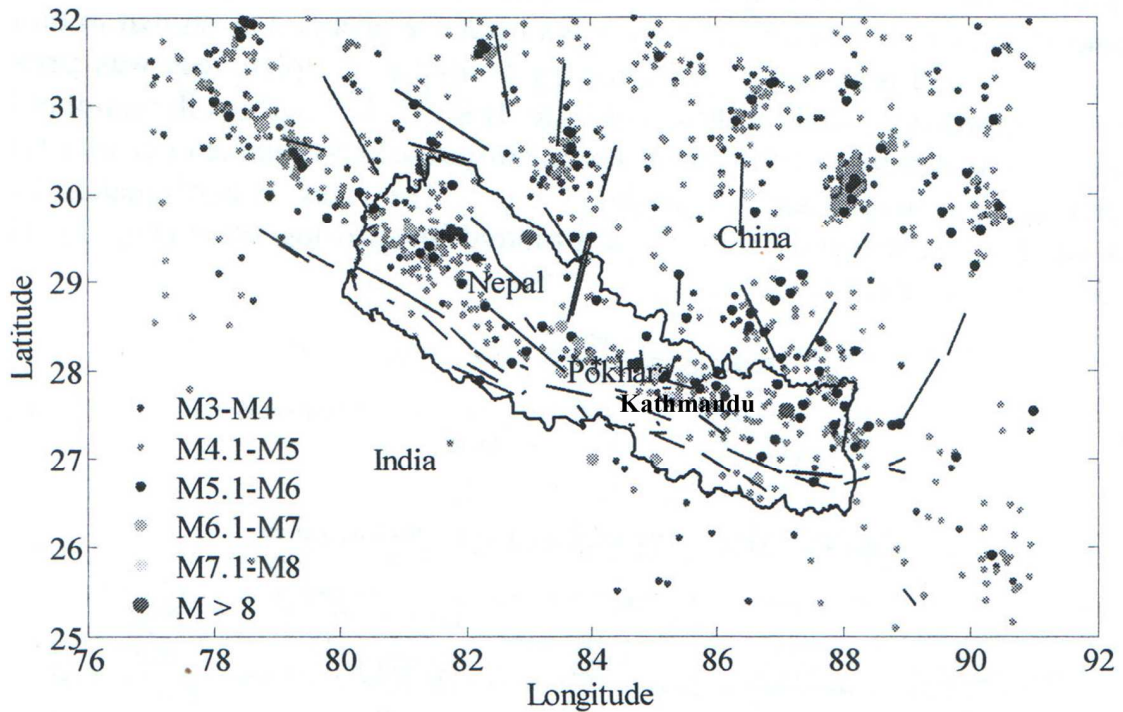 32
31
30
29
28
27
26
25
Latitude
China
Nepal
Pokhara
Kathmandu
India
M3-M4
M4.1-M5
M5.1-M6
M6.1-M7
M7.1-M8
M > 8
76 78 80 82 84 86 88 90 92
Longitude